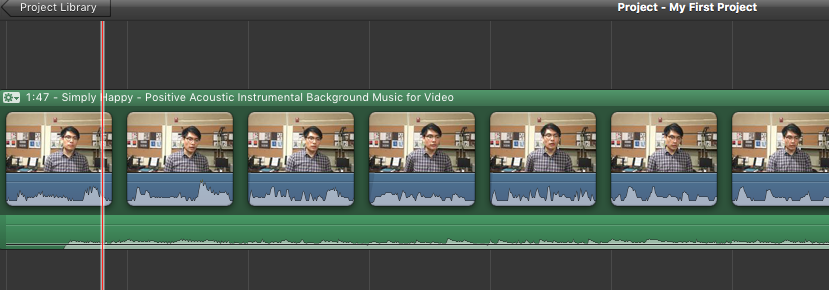 Project Library
Project - My First Project
1:47 - Simply Happy - Positive Acoustic Instrumental Background Music for Video